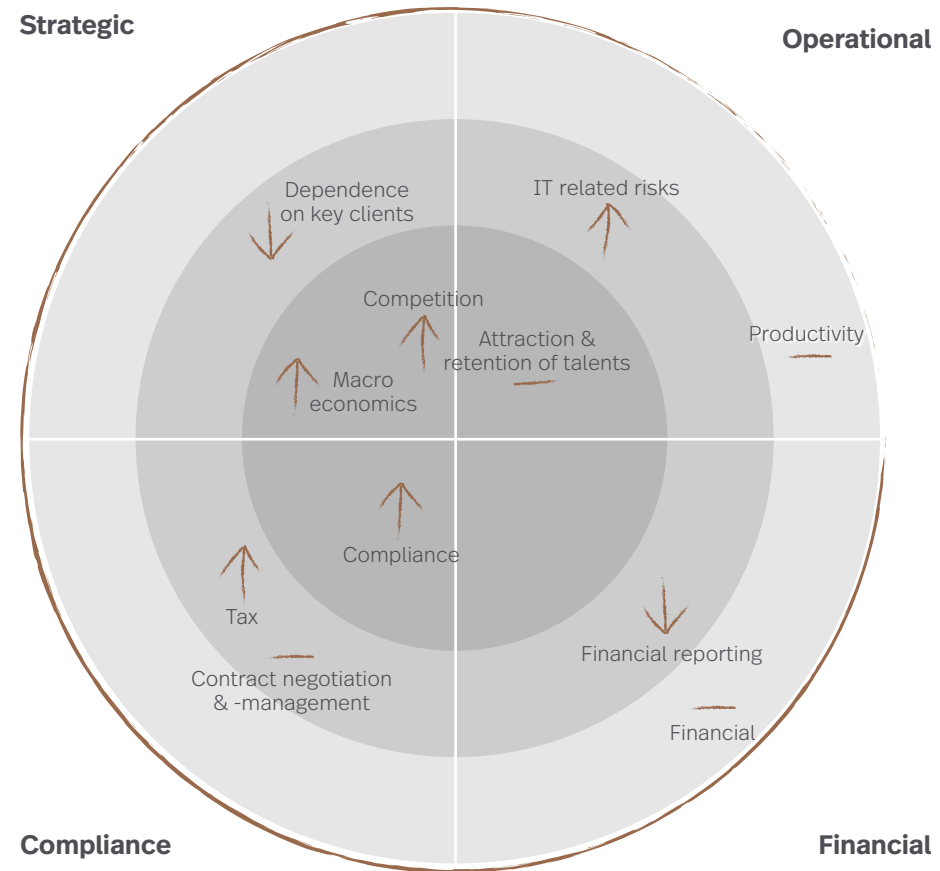 Strategic
Operational
Dependence
on key clients
IT related risks
Competition
Attraction &
retention of talents
Productivity
Macro
economics
Compliance
Tax
Contract negotiation
& -management
Financial reporting
Financial
Compliance
Financial